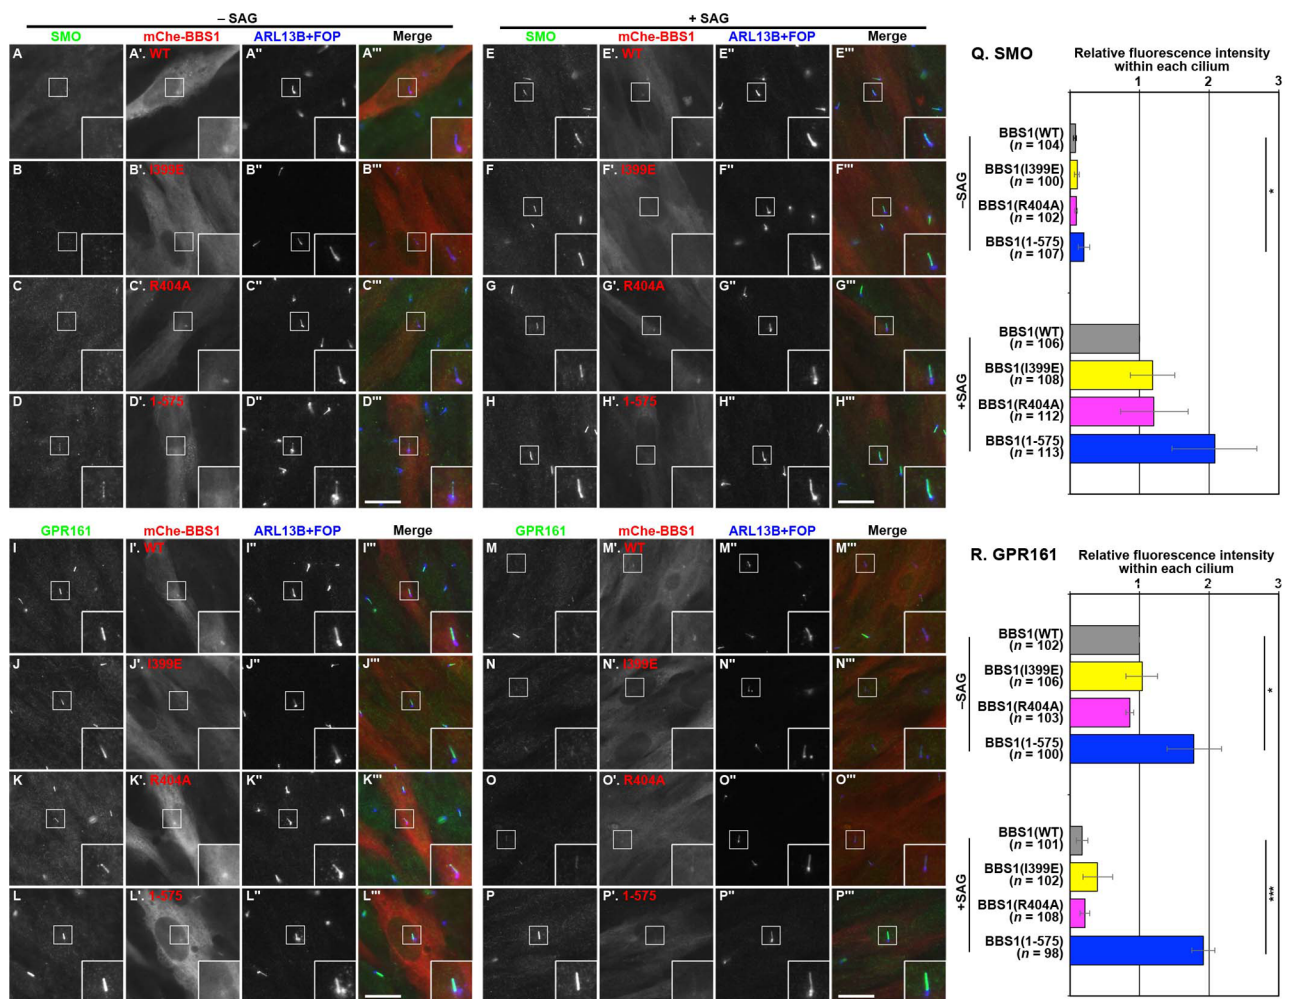 – SAG
+ SAG
SMO mChe-BBS1 ARL13B+FOP Merge
SMO mChe-BBS1 ARL13B+FOP Merge
A A'. WT A'' A'''
E E'. WT E'' E'''
B B'. I399E B'' B'''
F F'. I399E F'' F'''
C C'. R404A C'' C'''
G G'. R404A G'' G'''
D D'. 1-575 D'' D'''
H H'. 1-575 H'' H'''
GPR161 mChe-BBS1 ARL13B+FOP Merge
GPR161 mChe-BBS1 ARL13B+FOP Merge
I I'. WT I'' I'''
M M'. WT M'' M'''
J J'. I399E J'' J'''
N N'. I399E N'' N'''
K K'. R404A K'' K'''
O O'. R404A O'' O'''
L L'. 1-575 L'' L'''
P P'. 1-575 P'' P'''
Q. SMO
Relative fluorescence intensity
within each cilium
1 2 3
–SAG
BBS1(WT)
(n = 104)
BBS1(I399E)
(n = 100)
BBS1(R404A)
(n = 102)
BBS1(1-575)
(n = 107)
*
+SAG
BBS1(WT)
(n = 106)
BBS1(I399E)
(n = 108)
BBS1(R404A)
(n = 112)
BBS1(1-575)
(n = 113)
R. GPR161
Relative fluorescence intensity
within each cilium
1 2 3
–SAG
BBS1(WT)
(n = 102)
BBS1(I399E)
(n = 106)
BBS1(R404A)
(n = 103)
BBS1(1-575)
(n = 100)
*
+SAG
BBS1(WT)
(n = 101)
BBS1(I399E)
(n = 102)
BBS1(R404A)
(n = 108)
BBS1(1-575)
(n = 98)
***